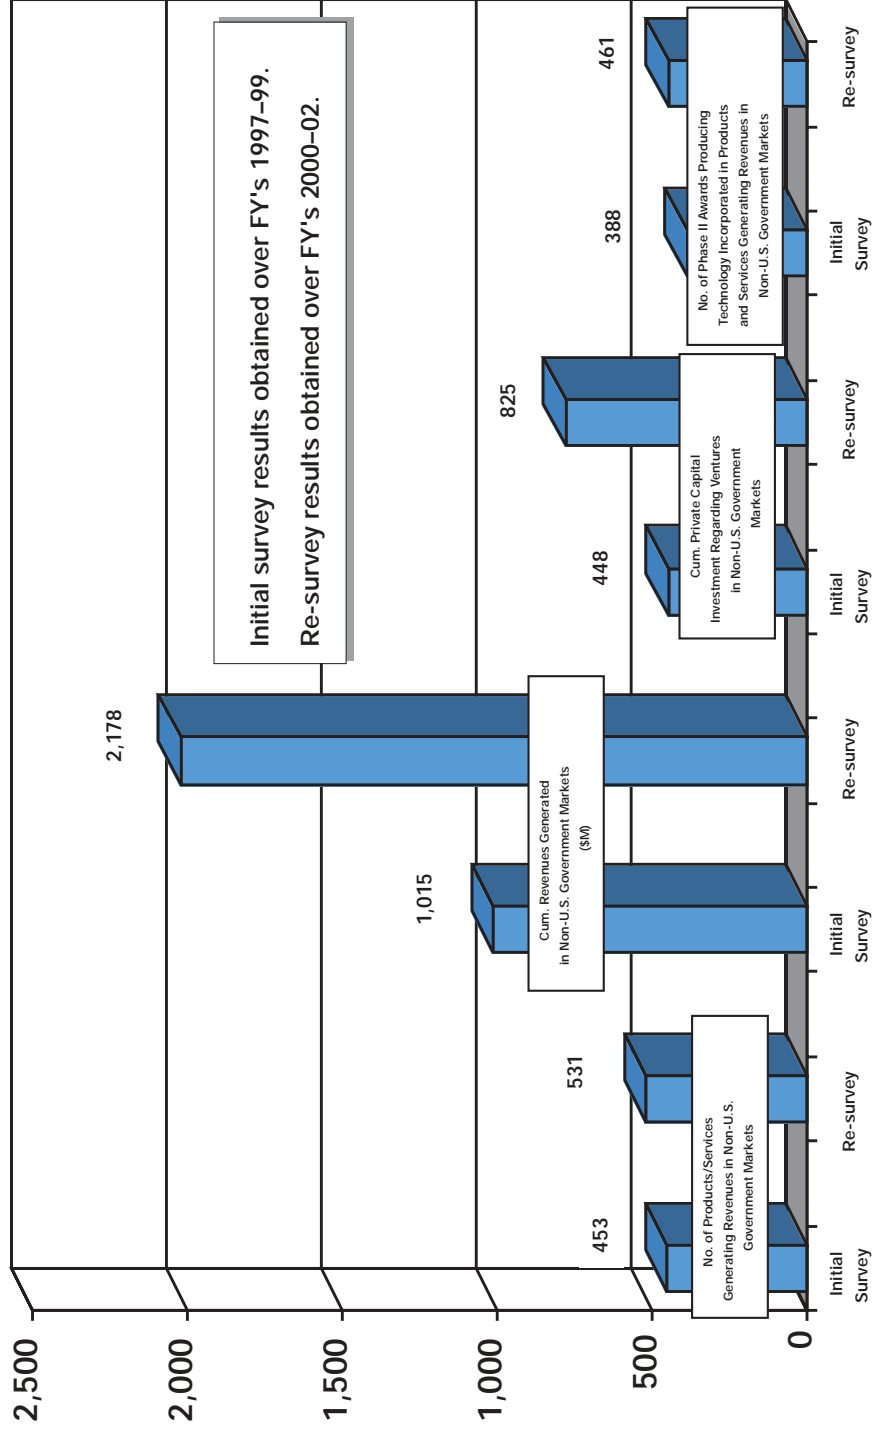 Initial survey results obtained over FY's 1997–99.
Re-survey results obtained over FY's 2000–02.
2,500
2,000
1,500
1,000
500
0
453
531
1,015
2,178
448
825
388
461
No. of Products/Services
Generating Revenues in Non-U.S.
Government Markets
Cum. Revenues Generated
in Non-U.S. Government Markets
($M)
Cum. Private Capital
Investment Regarding Ventures
in Non-U.S. Government
Markets
No. of Phase II Awards Producing
Technology Incorporated in Products
and Services Generating Revenues in
Non-U.S. Government Markets
Initial
Survey
Re-survey
Initial
Survey
Re-survey
Initial
Survey
Re-survey
Initial
Survey
Re-survey